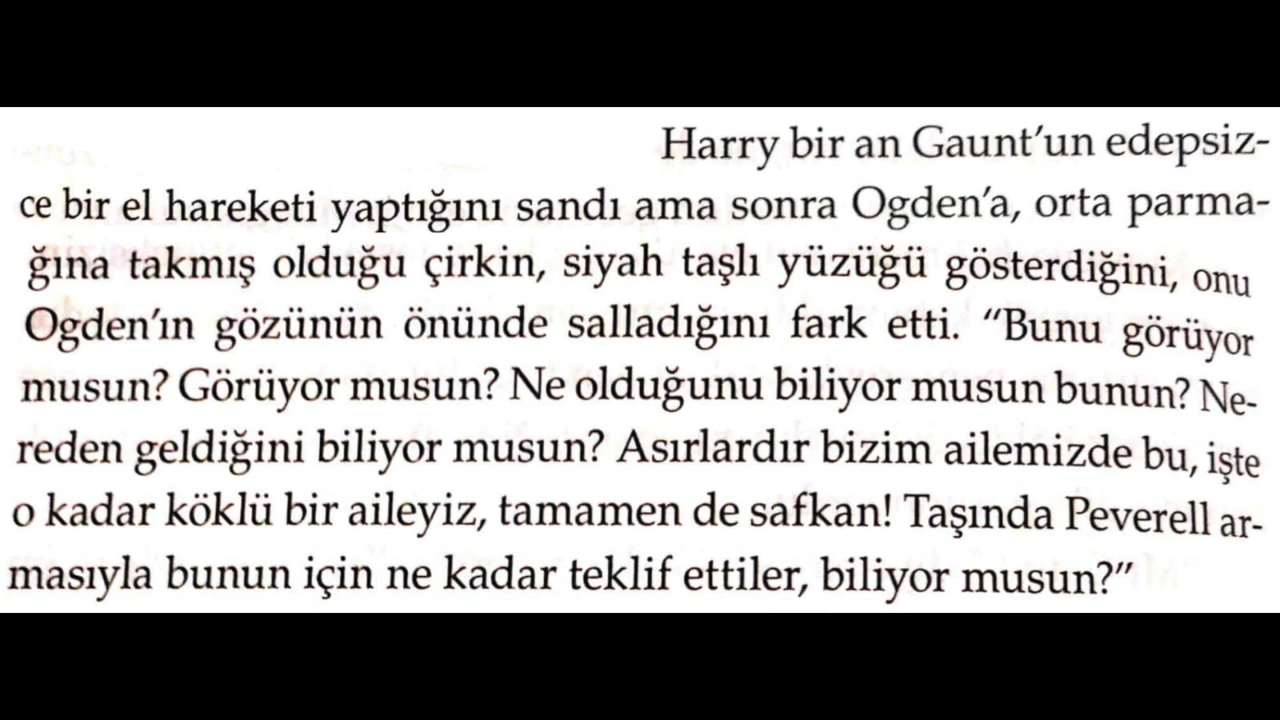 Harry bir an Gaunt'un edepsiz-
ce bir el hareketi yaptığını sandı ama sonra Ogden'a, orta parma-
ğına takmış olduğu çirkin, siyah taşlı yüzüğü gösterdiğini, onu
Ogden'ın gözünün önünde salladığını fark etti. “Bunu görüyor
musun? Görüyor musun? Ne olduğunu biliyor musun bunun? Ne-
reden geldiğini biliyor musun? Asırlardır bizim ailemizde bu, işte
o kadar köklü bir aileyiz, tamamen de safkan! Taşında Peverell ar-
masıyla bunun için ne kadar teklif ettiler, biliyor musun?”